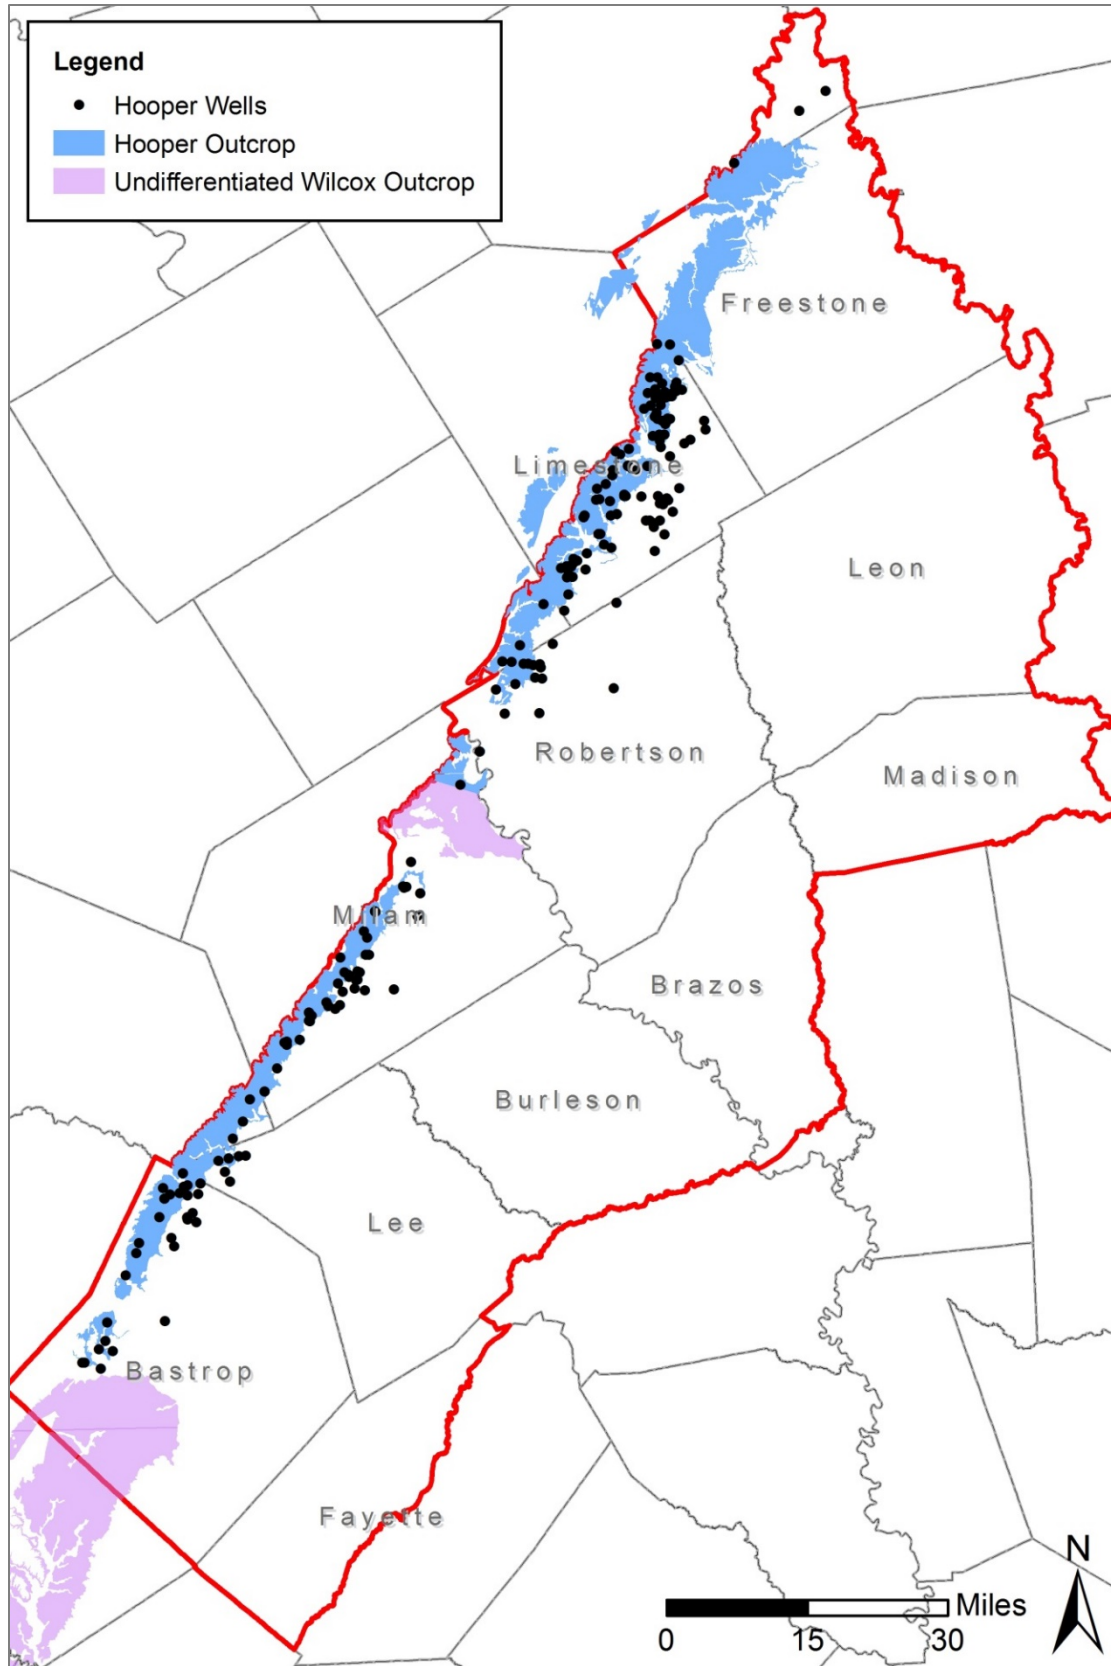 Legend
Hooper Wells
Hooper Outcrop
Undifferentiated Wilcox Outcrop
Freestone
Limestone
Leon
Robertson
Madison
Milam
Brazos
Burleson
Lee
Bastrop
Fayette
N
Miles
0 15 30